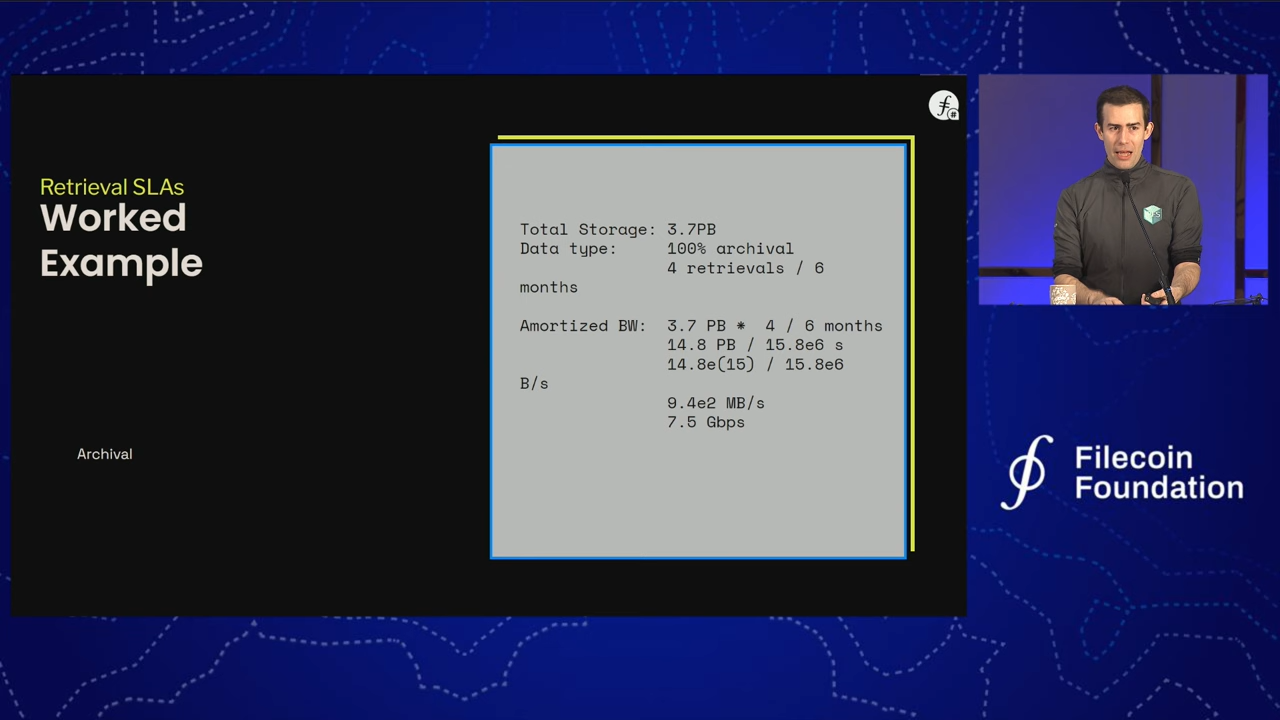 Retrieval SLAs
Worked
Example
Archival
Total Storage: 3.7PB
Data type: 100% archival
4 retrievals / 6
months
Amortized BW: 3.7 PB * 4 / 6 months
14.8 PB / 15.8e6 s
14.8e(15) / 15.8e6
B/s
9.4e2 MB/s
7.5 Gbps
Filecoin
Foundation